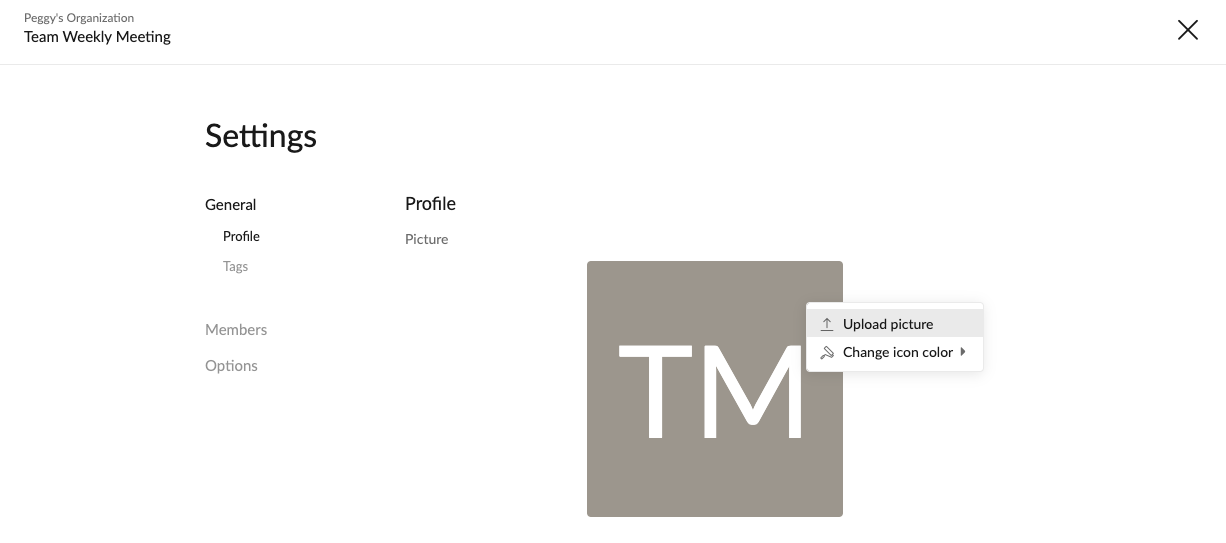 Peggy's Organization
Team Weekly Meeting
Settings
General
Profile
Tags
Members
Options
Profile
Picture
TM
Upload picture
Change icon color